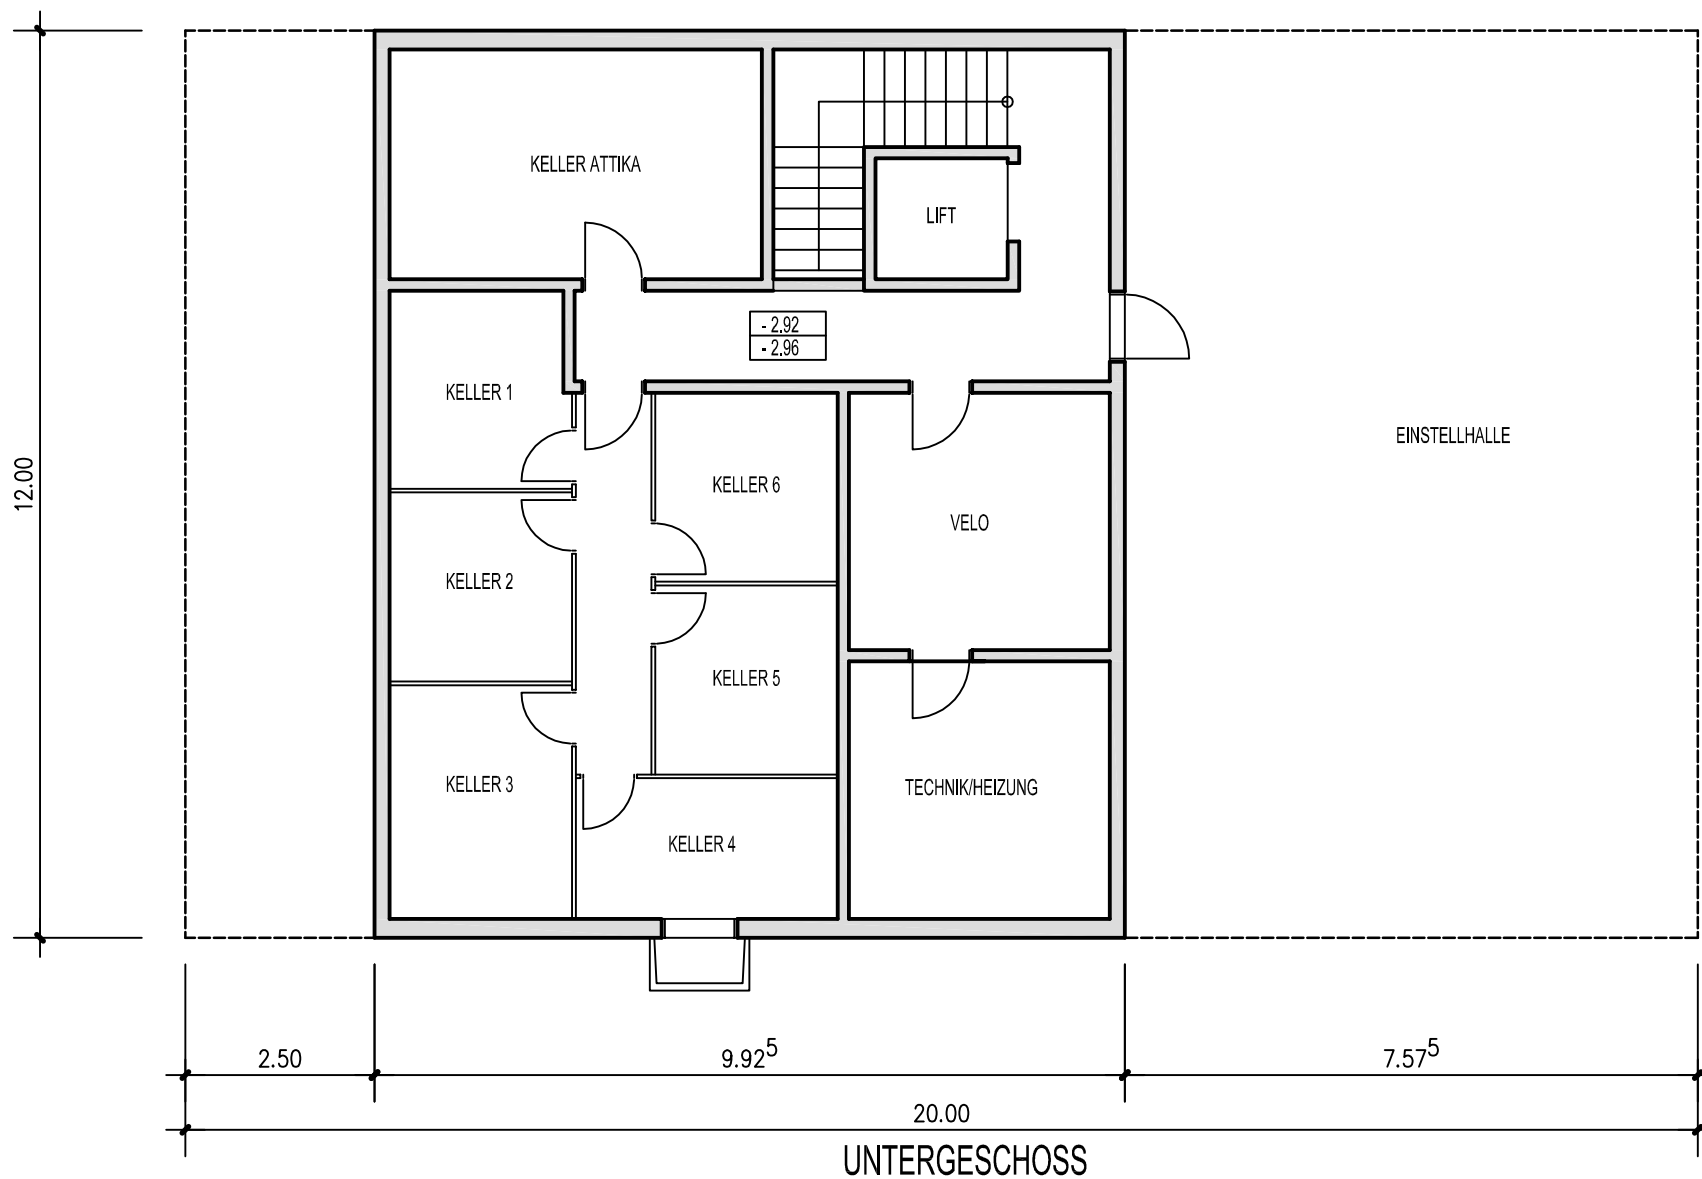 KELLER ATTIKA
LIFT
- 2.92
- 2.96
KELLER 1
EINSTELLHALLE
12.00
KELLER 6
VELO
KELLER 2
KELLER 5
KELLER 3
TECHNIK/HEIZUNG
KELLER 4
2.50
9.92⁵
7.57⁵
20.00
UNTERGESCHOSS